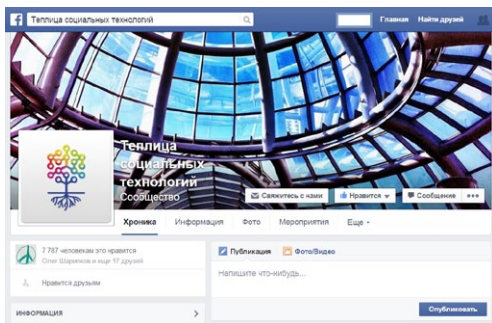 Теплица социальных технологий
Главная Найти друзей
Теплица
социальных
технологий
Сообщество
Свяжитесь с нами Нравится Сообщение
Хроника Информация Фото Мероприятия Еще
7 787 человекам это нравится
Олег Шарипков и еще 17 друзей
Нравится друзьям
ИНФОРМАЦИЯ
Публикация Фото/Видео
Напишите что-нибудь...
Опубликовать